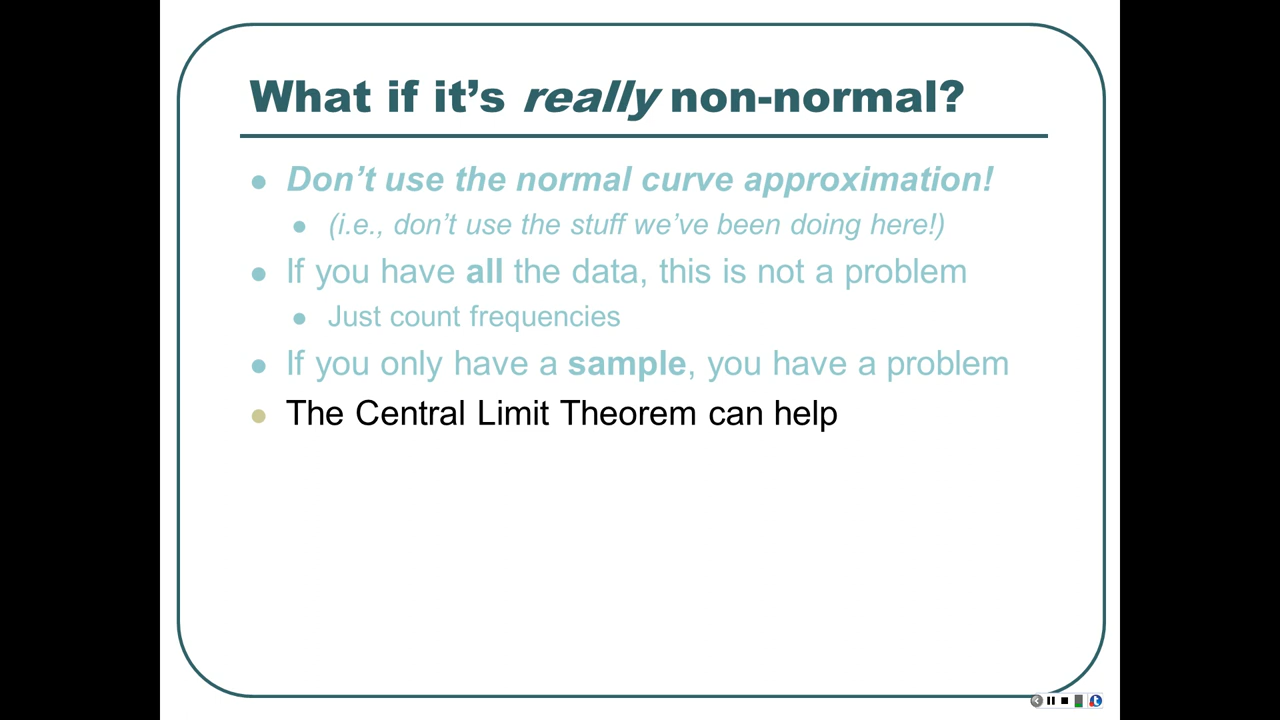 What if it's really non-normal?
Don't use the normal curve approximation!
(i.e., don't use the stuff we've been doing here!)
If you have all the data, this is not a problem
Just count frequencies
If you only have a sample, you have a problem
The Central Limit Theorem can help